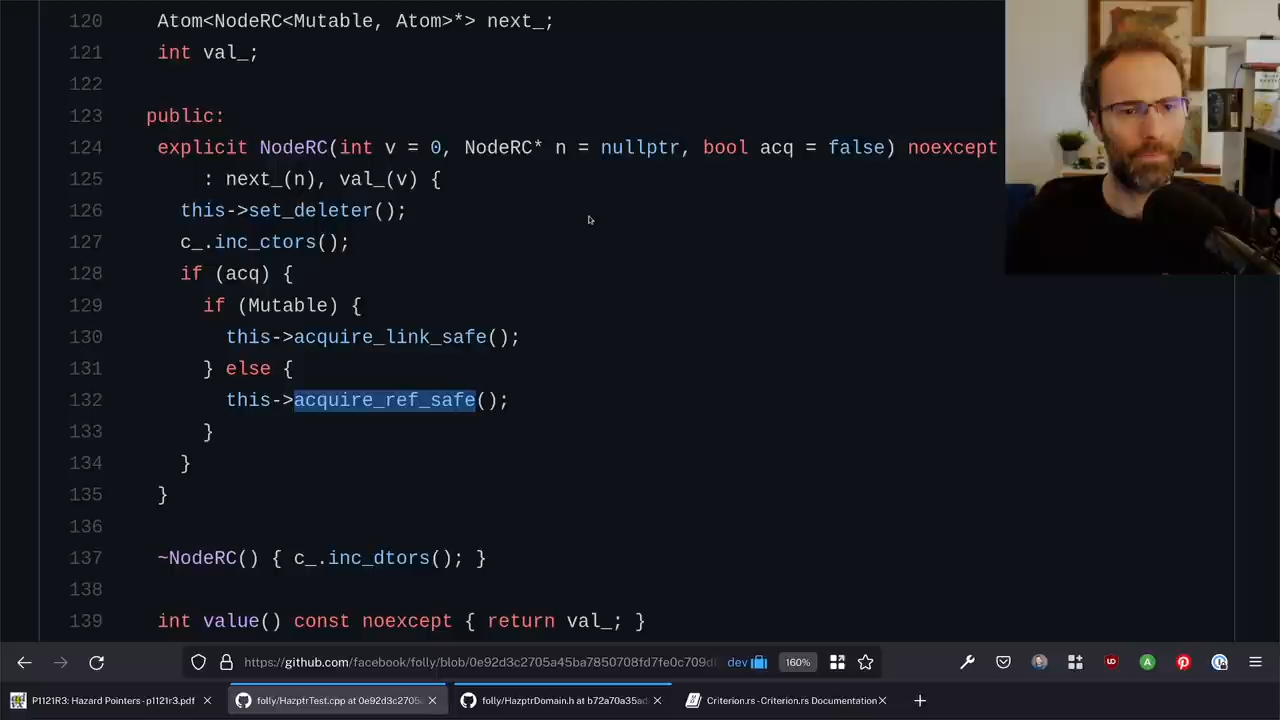 120 Atom<NodeRC<Mutable, Atom>*> next_;
121 int val_;
122
123 public:
124 explicit NodeRC(int v = 0, NodeRC* n = nullptr, bool acq = false) noexcept
125 : next_(n), val_(v) {
126 this->set_deleter();
127 c_.inc_ctors();
128 if (acq) {
129 if (Mutable) {
130 this->acquire_link_safe();
131 } else {
132 this->acquire_ref_safe();
133 }
134 }
135 }
136
137 ~NodeRC() { c_.inc_dtors(); }
138
139 int value() const noexcept { return val_; }
https://github.com/facebook/folly/blob/0e92d3c2705a45ba7850708fd7fe0c709d dev 160%
P1121R3: Hazard Pointers - p1121r3.pdf folly/HazptrTest.cpp at 0e92d3c2705 folly/HazptrDomain.h at b72a70a35ad Criterion.rs - Criterion.rs Documentation